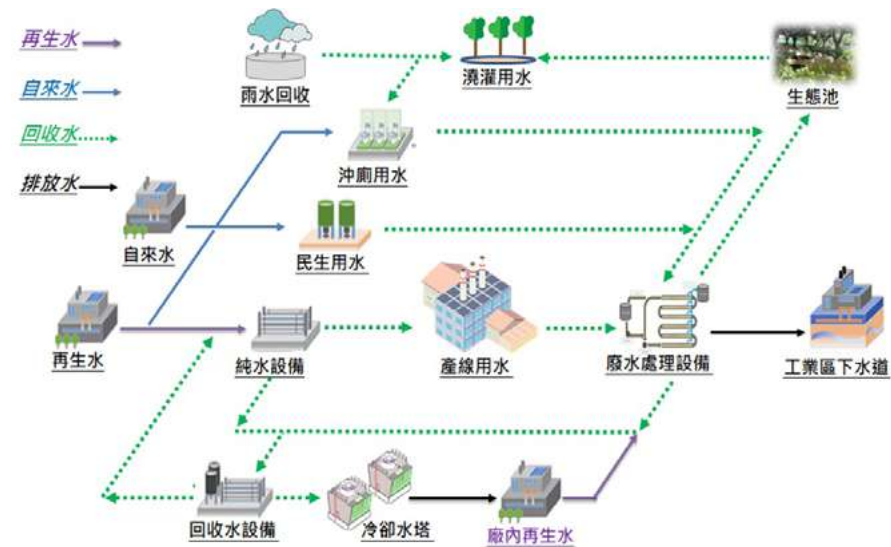 再生水
自來水
回收水
排放水
雨水回收
澆灌用水
生態池
沖廁用水
自來水
民生用水
再生水
純水設備
產線用水
廢水處理設備
工業區下水道
回收水設備
冷卻水塔
廠內再生水